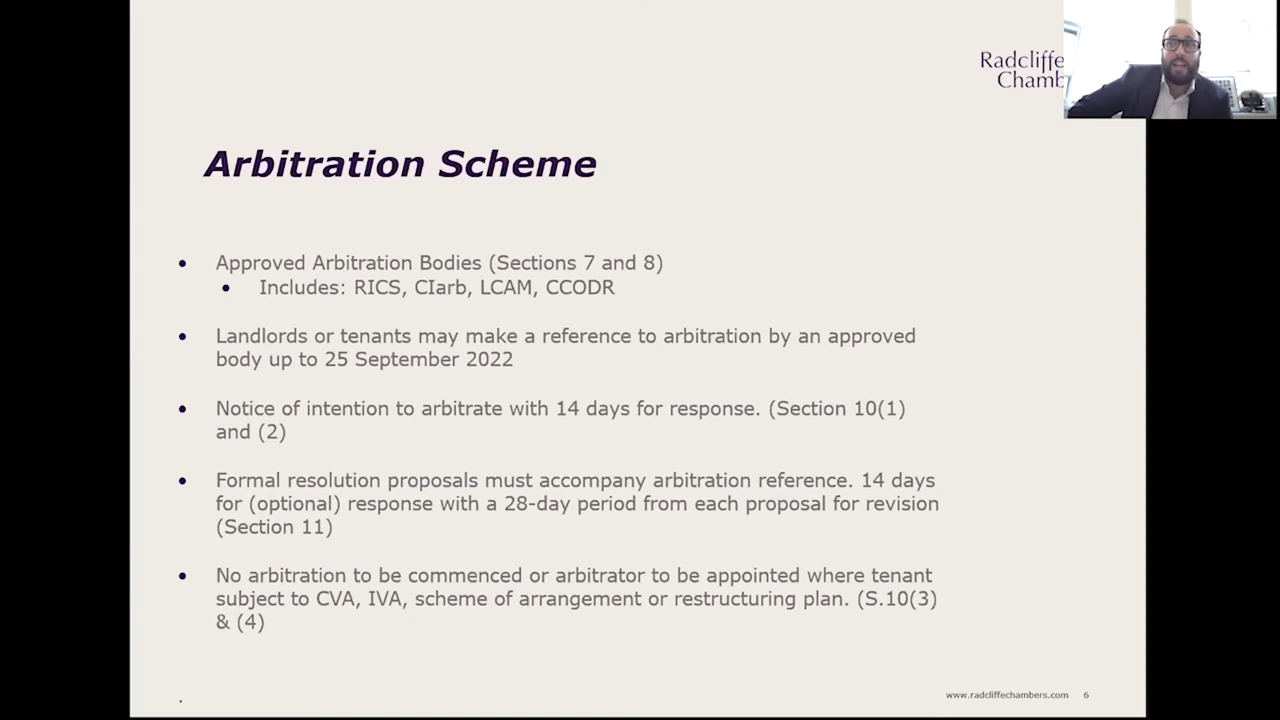 Radcliffe
Chamb
Arbitration Scheme
• Approved Arbitration Bodies (Sections 7 and 8)
• Includes: RICS, CIarb, LCAM, CCODR
• Landlords or tenants may make a reference to arbitration by an approved
body up to 25 September 2022
• Notice of intention to arbitrate with 14 days for response. (Section 10(1)
and (2)
• Formal resolution proposals must accompany arbitration reference. 14 days
for (optional) response with a 28-day period from each proposal for revision
(Section 11)
• No arbitration to be commenced or arbitrator to be appointed where tenant
subject to CVA, IVA, scheme of arrangement or restructuring plan. (S.10(3)
& (4)
.
www.radcliffechambers.com 6